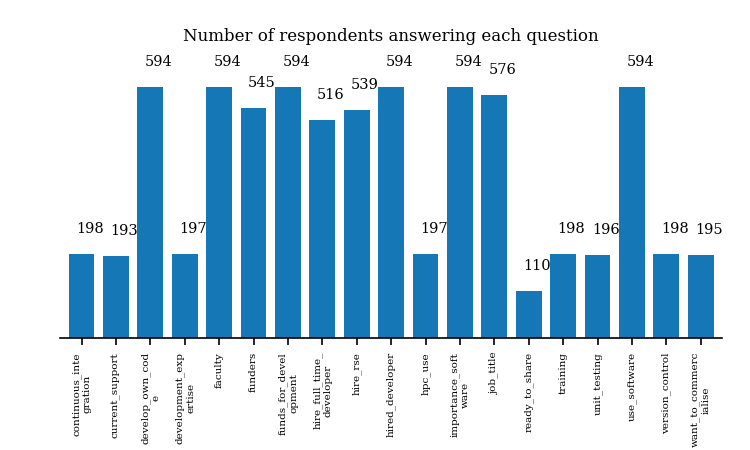 Number of respondents answering each question
594
594
594
594
594
594
576
545
539
516
198
193
197
197
198
196
198
195
110
continuous_inte
gration
current_support
develop_own_cod
e
development_exp
ertise
faculty
funders
funds_for_devel
opment
hire_full_time_
developer
hire_rse
hired_developer
hpc_use
importance_soft
ware
job_title
ready_to_share
training
unit_testing
use_software
version_control
want_to_commerc
ialise